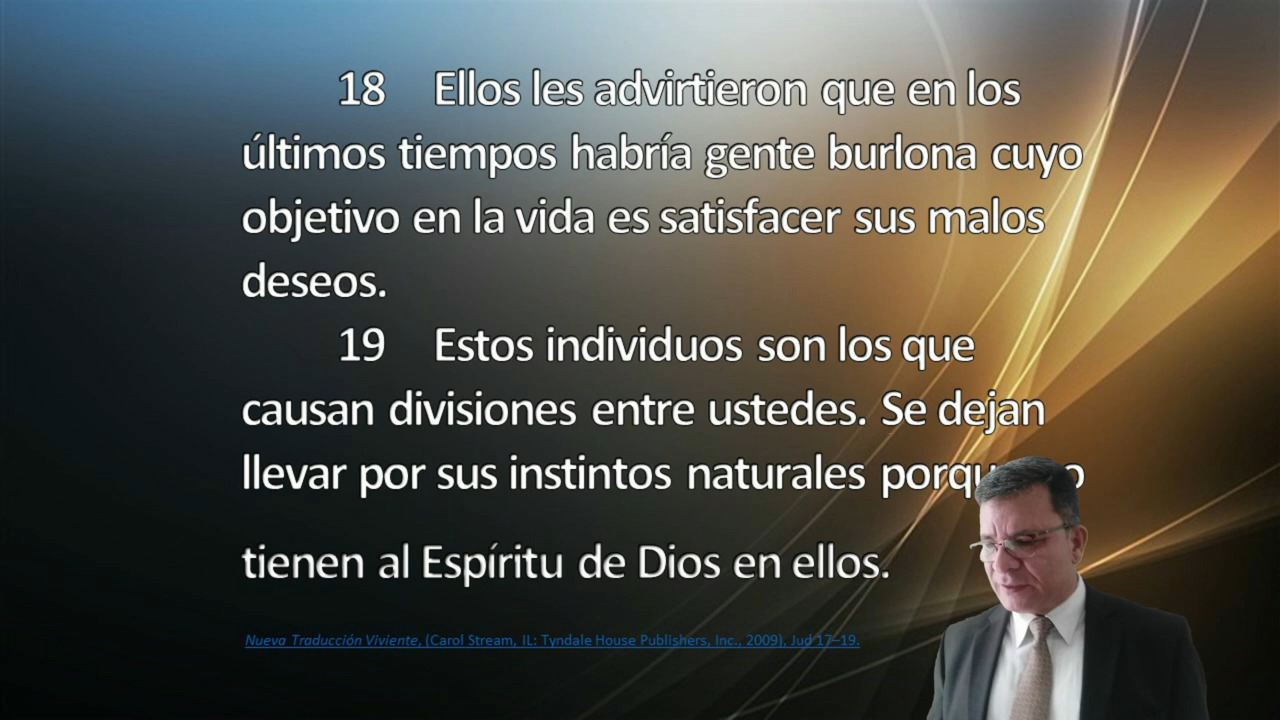 18 Ellos les advirtieron que en los
últimos tiempos habría gente burlona cuyo
objetivo en la vida es satisfacer sus malos
deseos.
19 Estos individuos son los que
causan divisiones entre ustedes. Se dejan
llevar por sus instintos naturales
tienen al Espíritu de Dios en ellos.
Nueva Traducción Viviente, (Carol Stream, IL: Tyndale House Publishers, Inc., 2009), Jud 17–19.